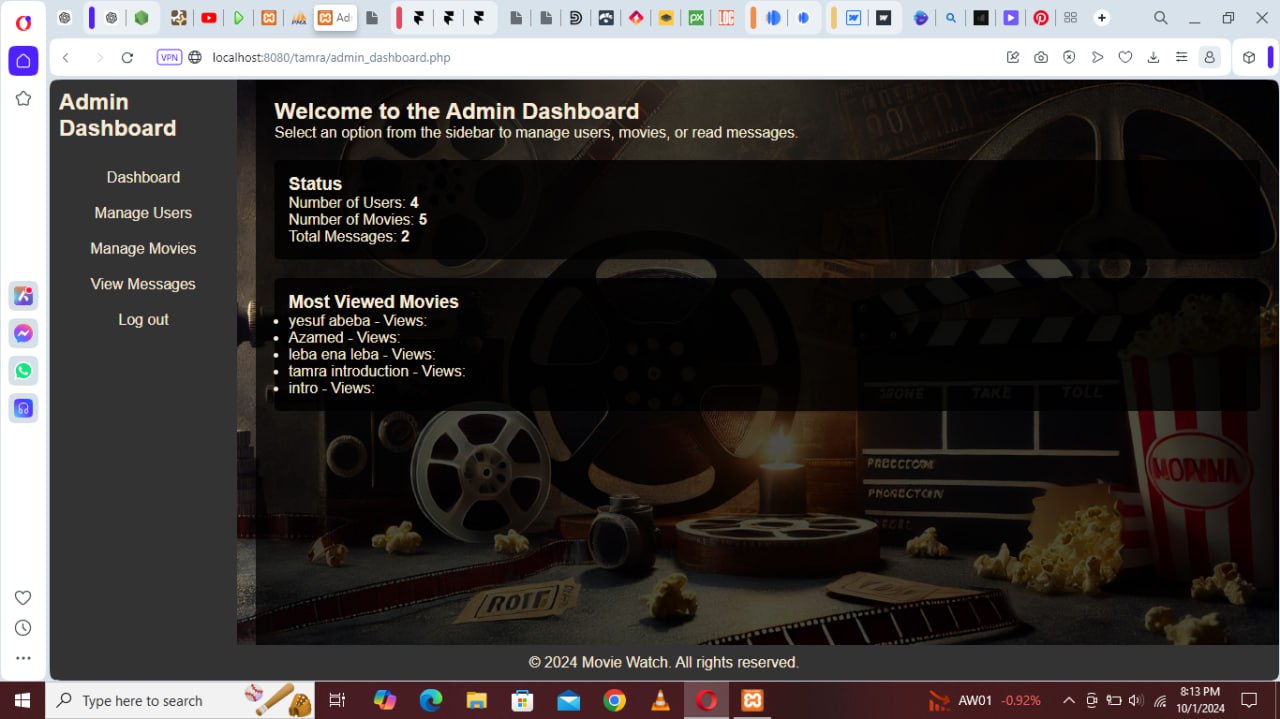 Ad
LOC
VPN
localhost:8080/tamra/admin_dashboard.php
Admin
Dashboard
Dashboard
Manage Users
Manage Movies
View Messages
Log out
Welcome to the Admin Dashboard
Select an option from the sidebar to manage users, movies, or read messages.
Status
Number of Users: 4
Number of Movies: 5
Total Messages: 2
Most Viewed Movies
yesuf abeba - Views:
Azamed - Views:
leba ena leba - Views:
tamra introduction - Views:
intro - Views:
TAKE
TOLL
© 2024 Movie Watch. All rights reserved.
Type here to search
AW01 -0.92%
8:13 PM
10/1/2024